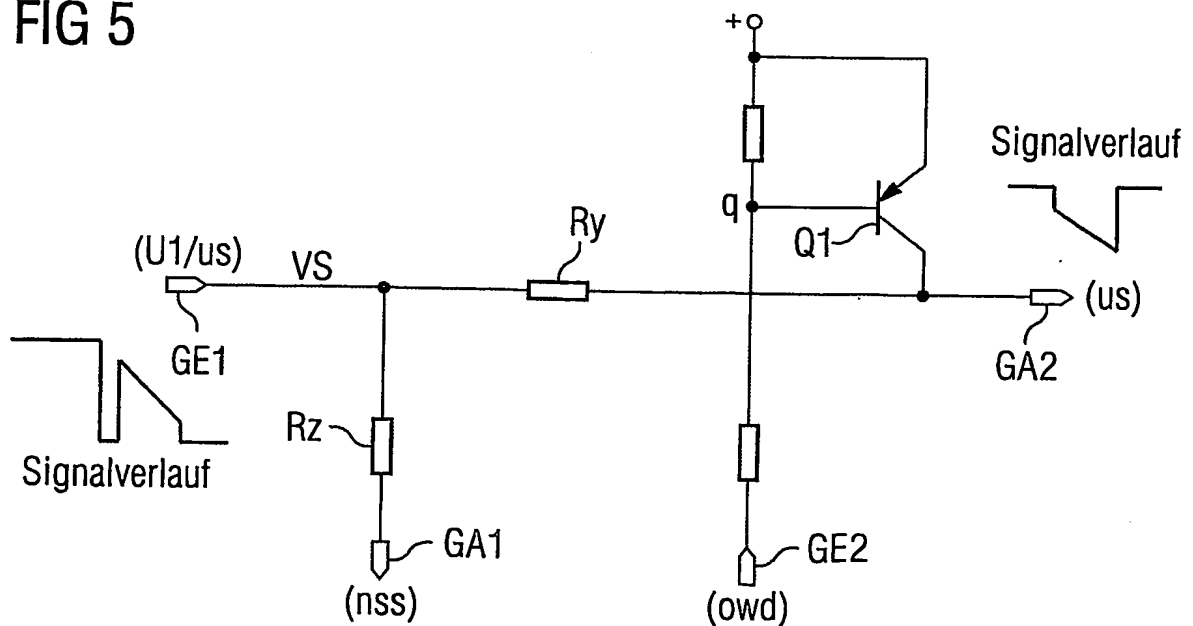 FIG 5
+
Signalverlauf
q
Ry
Q1
(U1/us)
VS
(us)
GE1
GA2
Rz
Signalverlauf
GA1
GE2
(nss)
(owd)